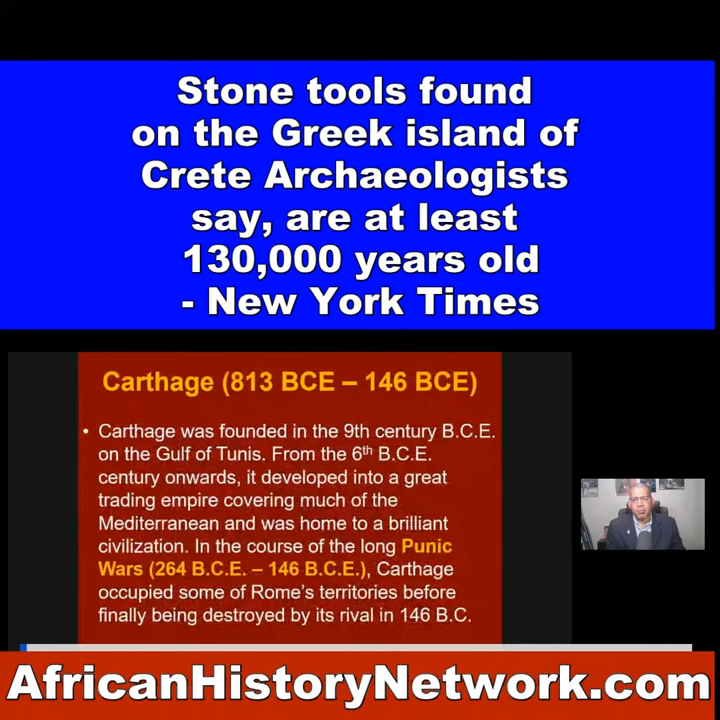 Stone tools found
on the Greek island of
Crete Archaeologists
say, are at least
130,000 years old
- New York Times
Carthage (813 BCE – 146 BCE)
• Carthage was founded in the 9th century B.C.E.
on the Gulf of Tunis. From the 6th B.C.E.
century onwards, it developed into a great
trading empire covering much of the
Mediterranean and was home to a brilliant
civilization. In the course of the long Punic
Wars (264 B.C.E. – 146 B.C.E.), Carthage
occupied some of Rome's territories before
finally being destroyed by its rival in 146 B.C.
AfricanHistoryNetwork.com